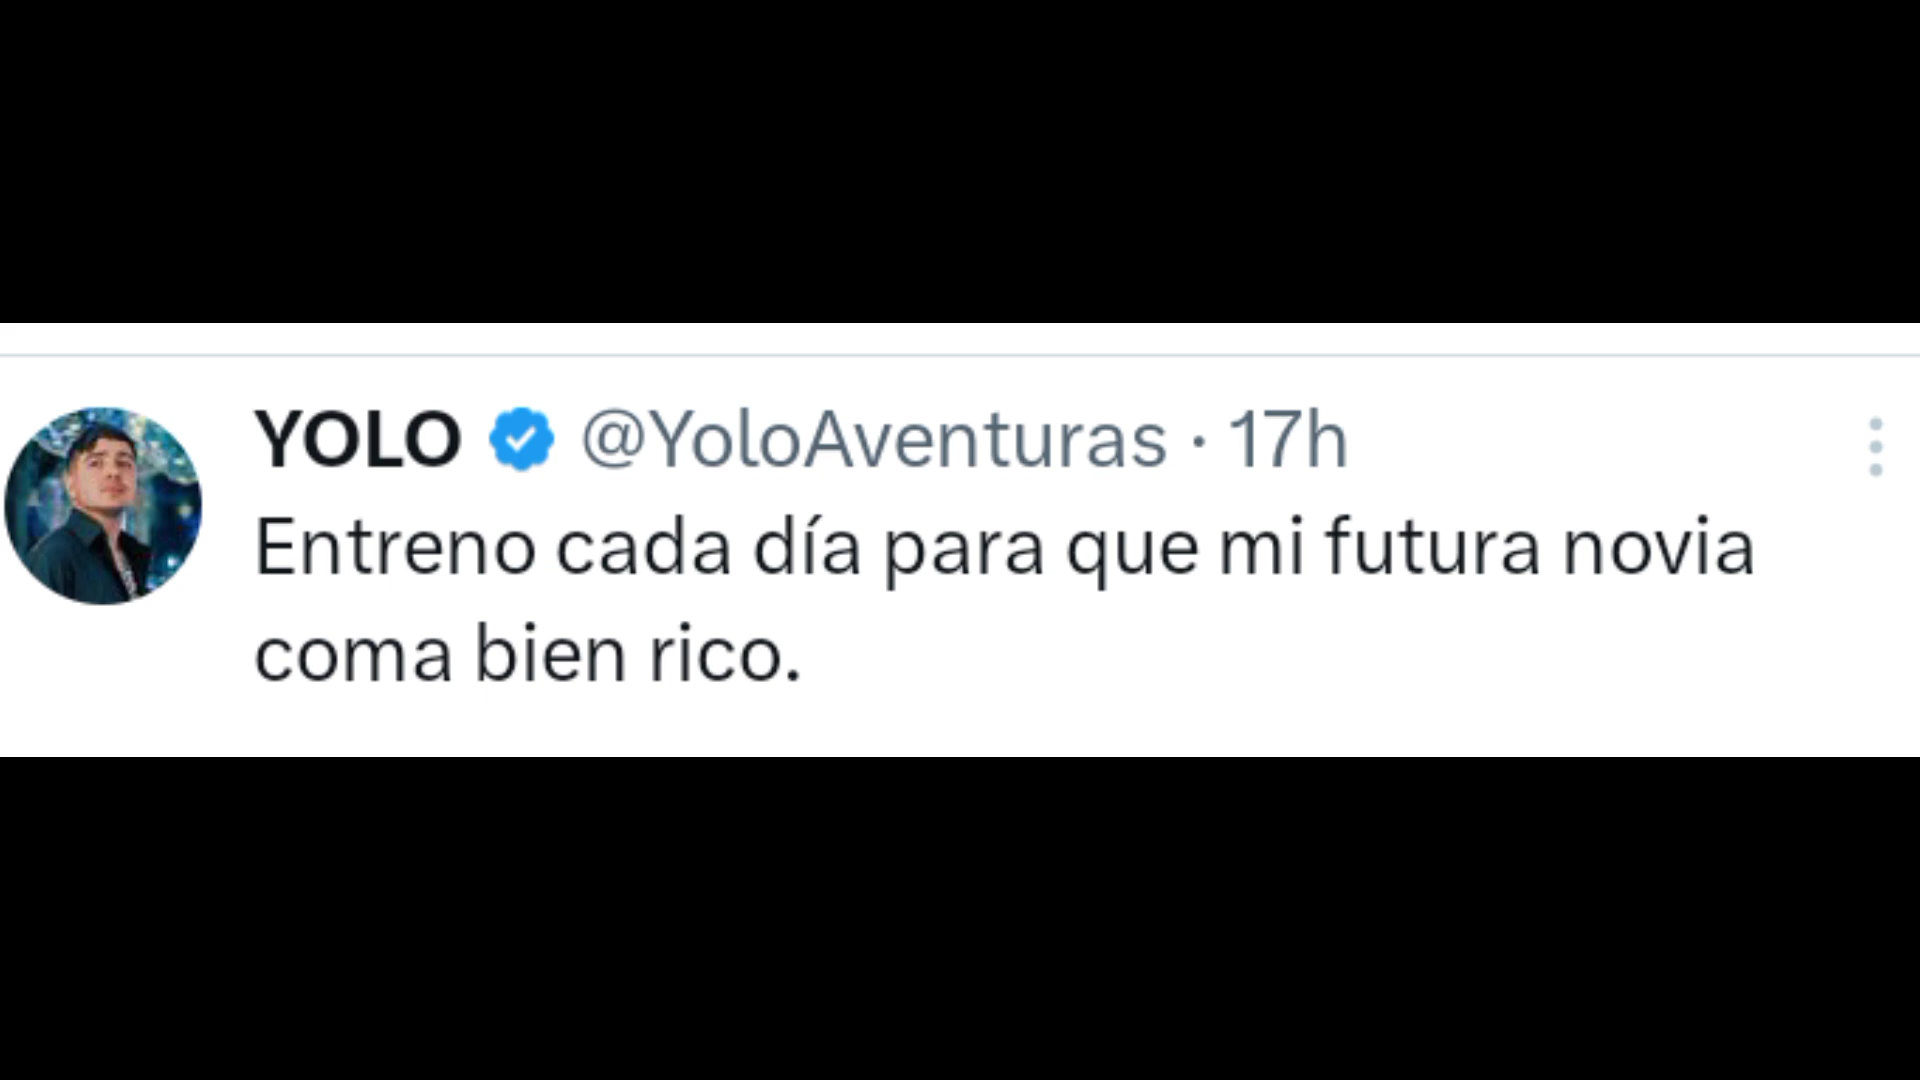 YOLO @YoloAventuras · 17h
Entreno cada día para que mi futura novia
coma bien rico.